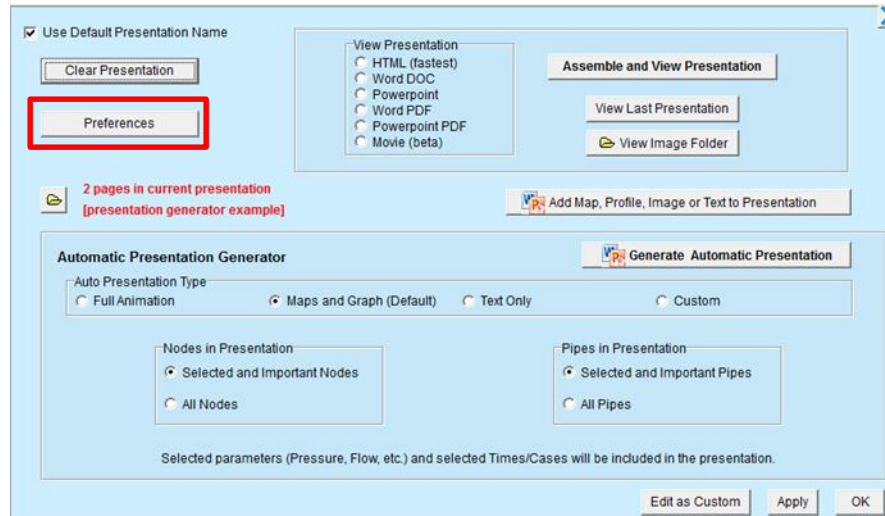 Use Default Presentation Name
Clear Presentation
Preferences
View Presentation
HTML (fastest)
Word DOC
Powerpoint
Word PDF
Powerpoint PDF
Movie (beta)
Assemble and View Presentation
View Last Presentation
View Image Folder
2 pages in current presentation
[presentation generator example]
Add Map, Profile, Image or Text to Presentation
Automatic Presentation Generator
Generate Automatic Presentation
Auto Presentation Type
Full Animation
Maps and Graph (Default)
Text Only
Custom
Nodes in Presentation
Selected and Important Nodes
All Nodes
Pipes in Presentation
Selected and Important Pipes
All Pipes
Selected parameters (Pressure, Flow, etc.) and selected Times/Cases will be included in the presentation.
Edit as Custom
Apply
OK